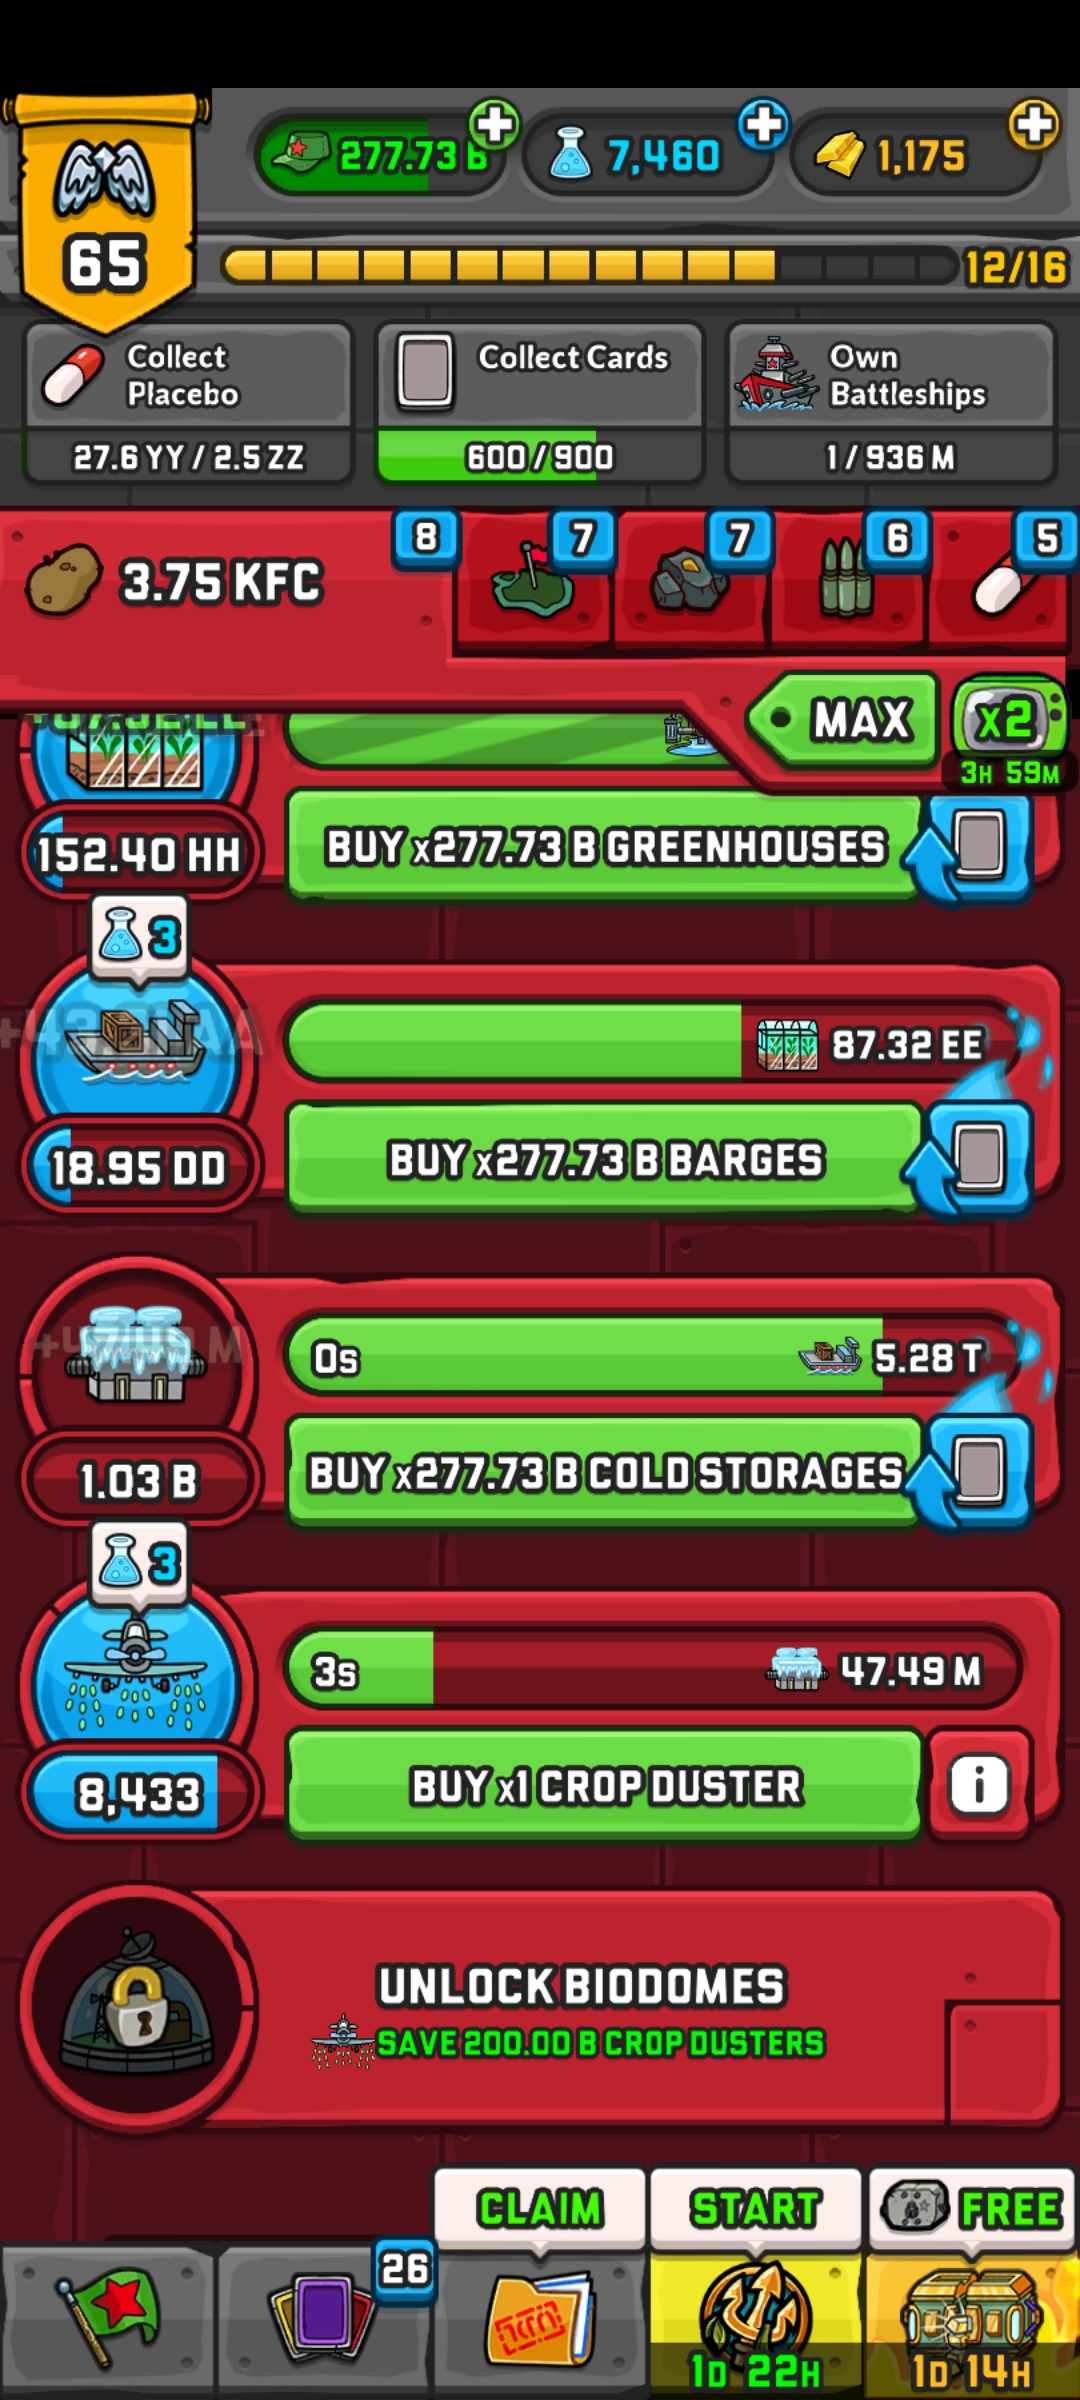 277.73 B
7,460
1,175
65
12/16
Collect
Placebo
27.6 YY / 2.5 ZZ
Collect Cards
600 / 900
Own
Battleships
1 / 936 M
3.75 KFC
8
7
7
6
5
MAX
x2
3H 59M
152.40 HH
BUY x277.73 B GREENHOUSES
3
87.32 EE
18.95 DD
BUY x277.73 B BARGES
0s
5.28 T
1.03 B
BUY x277.73 B COLD STORAGES
3
3s
47.49 M
8,433
BUY x1 CROP DUSTER
i
UNLOCK BIODOMES
SAVE 200.00 B CROP DUSTERS
CLAIM
START
FREE
26
1D 22H
1D 14H